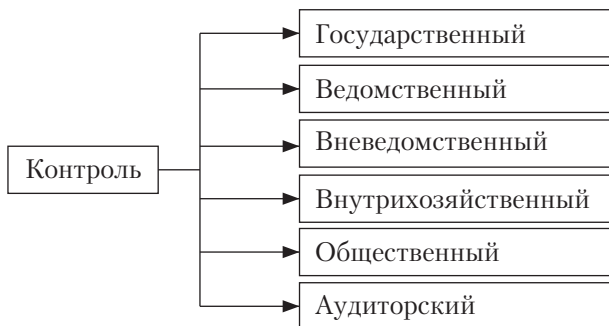 Контроль
Государственный
Ведомственный
Вневедомственный
Внутрихозяйственный
Общественный
Аудиторский